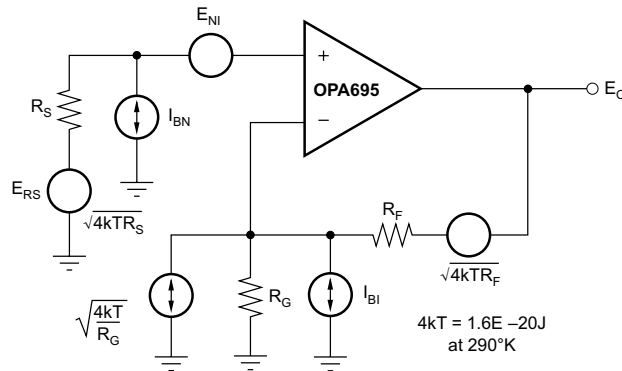 E_NI
+
OPA695
−
E_O
R_S
I_BN
E_RS
√4kTR_S
R_F
√4kTR_F
√4kT/R_G
R_G
I_BI
4kT = 1.6E –20J
at 290°K